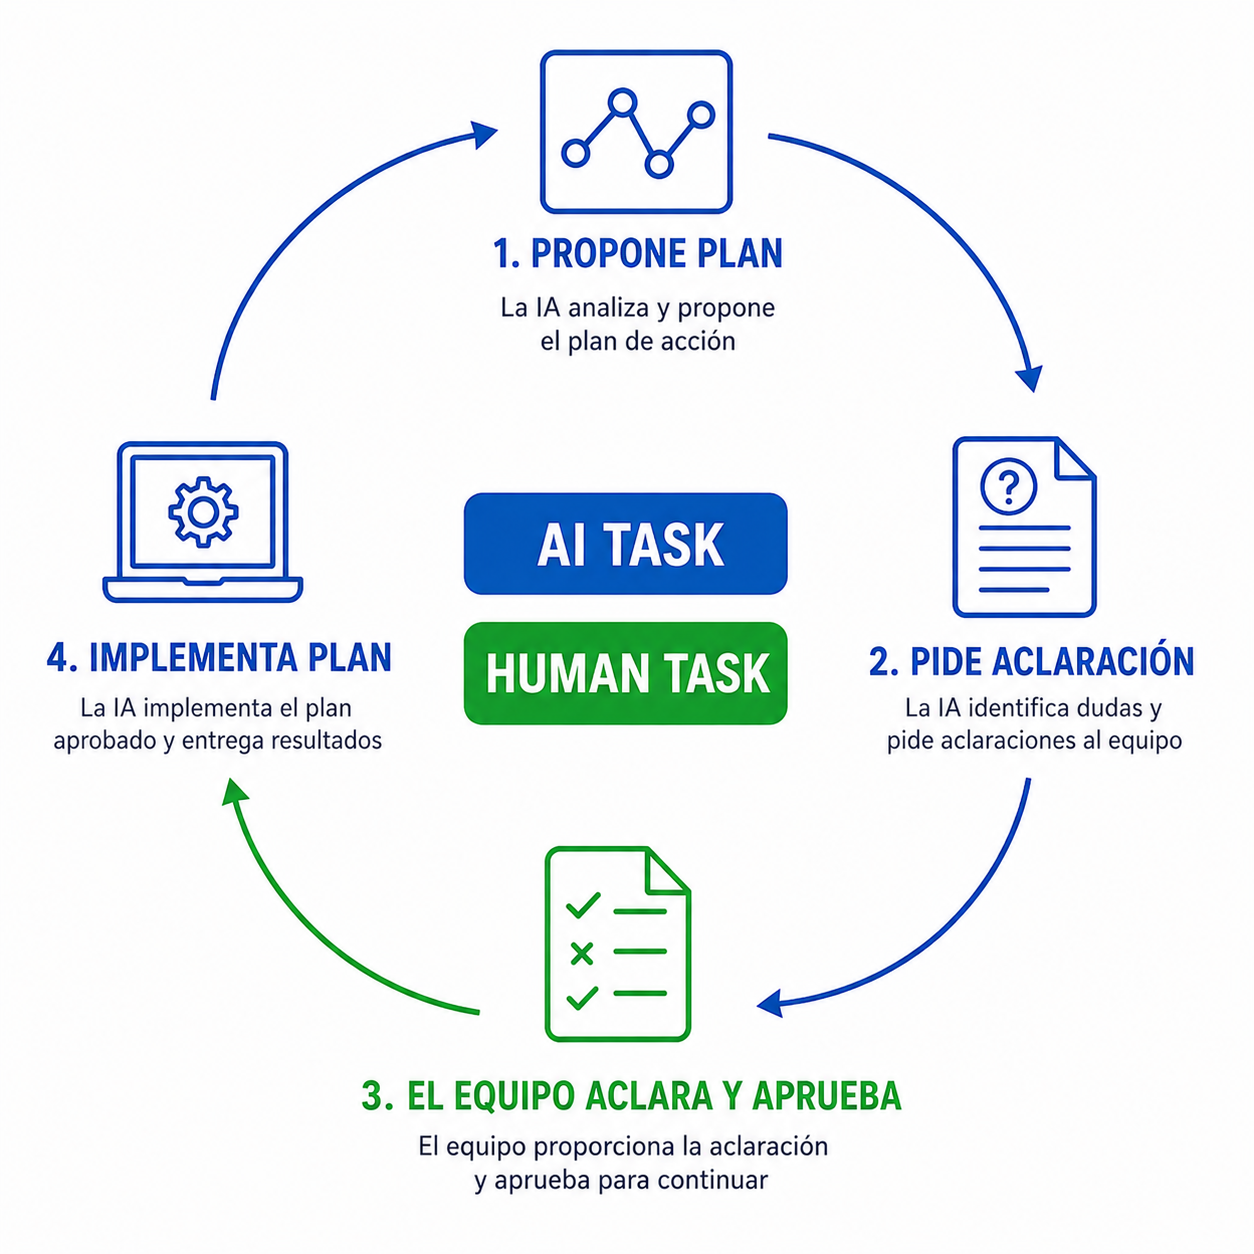 1. PROPONE PLAN
La IA analiza y propone
el plan de acción
AI TASK
HUMAN TASK
?
2. PIDE ACLARACIÓN
La IA identifica dudas y
pide aclaraciones al equipo
3. EL EQUIPO ACLARA Y APRUEBA
El equipo proporciona la aclaración
y aprueba para continuar
4. IMPLEMENTA PLAN
La IA implementa el plan
aprobado y entrega resultados